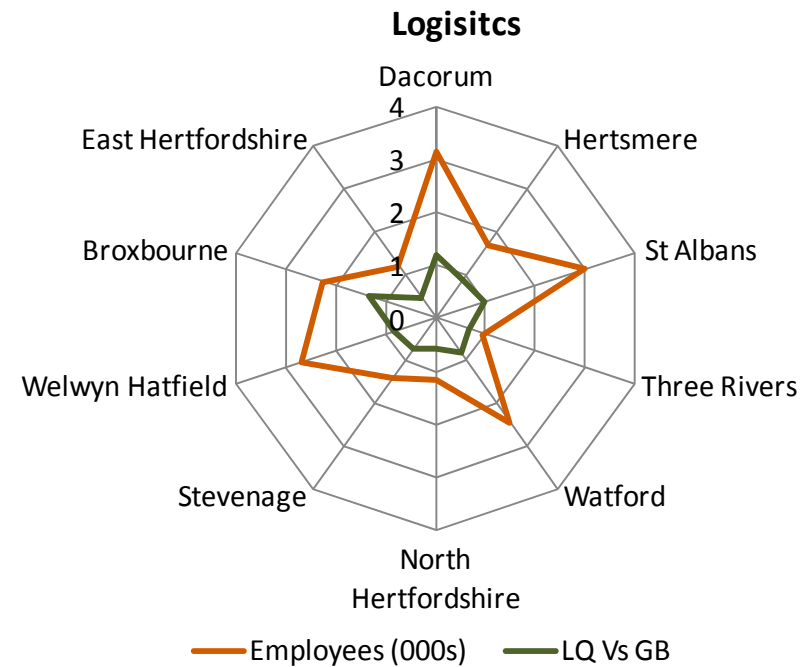 Logisitcs
Dacorum
4
East Hertfordshire
Hertsmere
3
2
Broxbourne
St Albans
1
0
Welwyn Hatfield
Three Rivers
Stevenage
Watford
North
Hertfordshire
Employees (000s)
LQ Vs GB